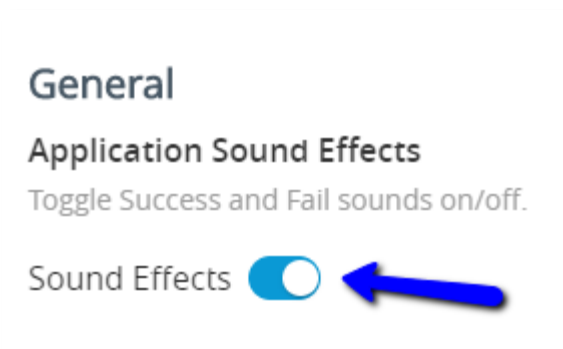 General
Application Sound Effects
Toggle Success and Fail sounds on/off.
Sound Effects